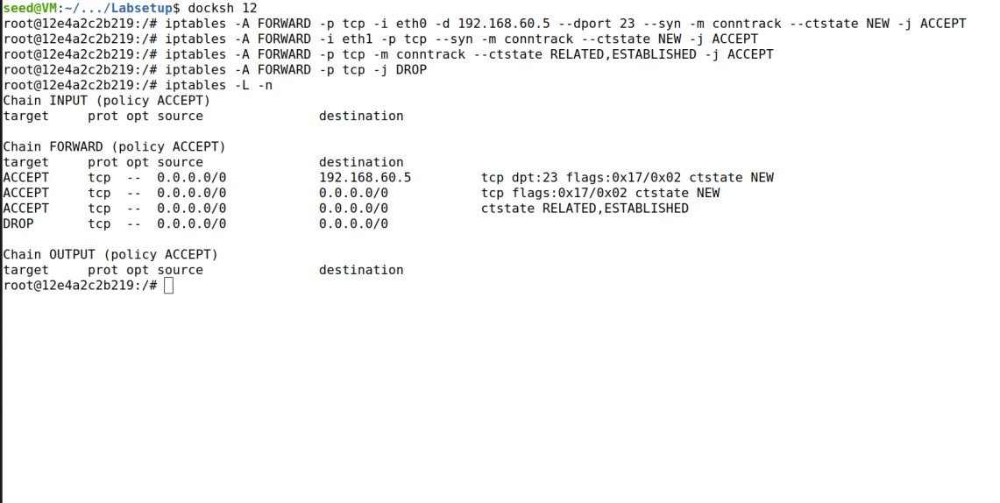 seed@VM:~/.../Labsetup$ docksh 12
root@12e4a2c2b219:/# iptables -A FORWARD -p tcp -i eth0 -d 192.168.60.5 --dport 23 --syn -m conntrack --ctstate NEW -j ACCEPT
root@12e4a2c2b219:/# iptables -A FORWARD -i eth1 -p tcp --syn -m conntrack --ctstate NEW -j ACCEPT
root@12e4a2c2b219:/# iptables -A FORWARD -p tcp -m conntrack --ctstate RELATED,ESTABLISHED -j ACCEPT
root@12e4a2c2b219:/# iptables -A FORWARD -p tcp -j DROP
root@12e4a2c2b219:/# iptables -L -n
Chain INPUT (policy ACCEPT)
target     prot opt source               destination

Chain FORWARD (policy ACCEPT)
target     prot opt source               destination
ACCEPT     tcp  --  0.0.0.0/0            192.168.60.5         tcp dpt:23 flags:0x17/0x02 ctstate NEW
ACCEPT     tcp  --  0.0.0.0/0            0.0.0.0/0            tcp flags:0x17/0x02 ctstate NEW
ACCEPT     tcp  --  0.0.0.0/0            0.0.0.0/0            ctstate RELATED,ESTABLISHED
DROP       tcp  --  0.0.0.0/0            0.0.0.0/0

Chain OUTPUT (policy ACCEPT)
target     prot opt source               destination
root@12e4a2c2b219:/#